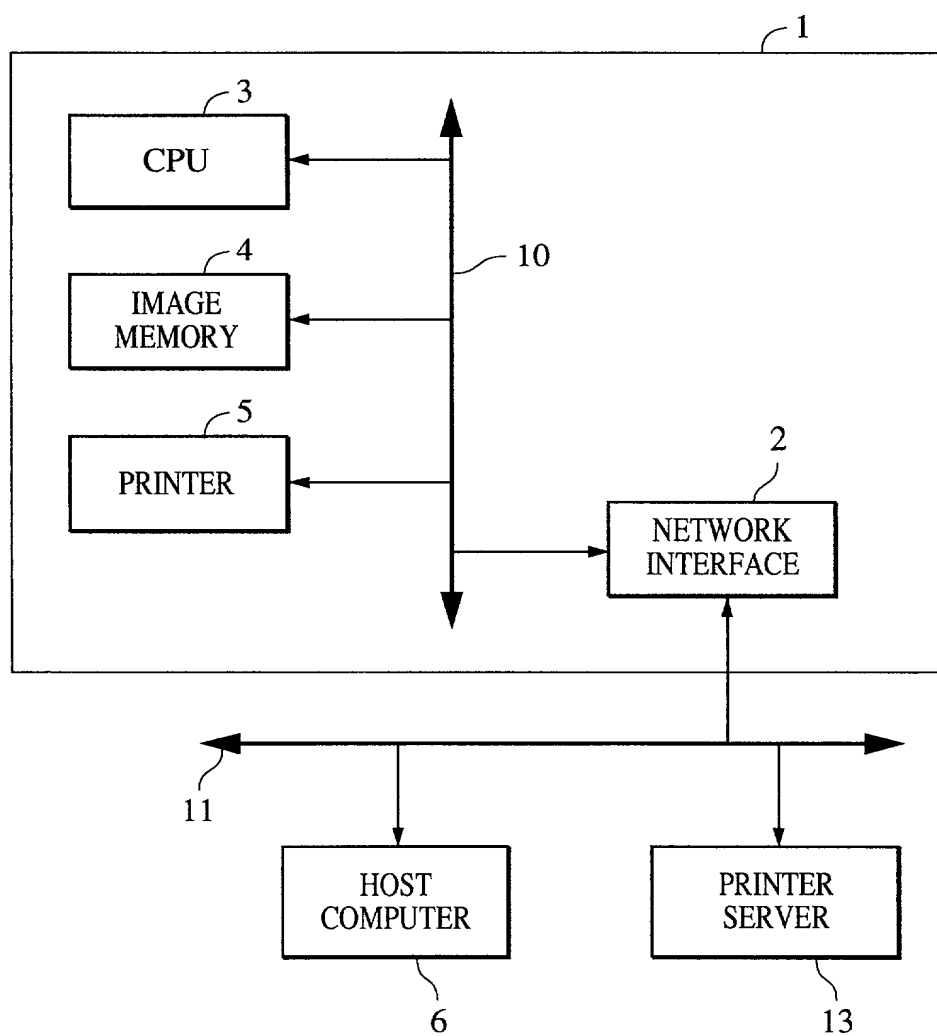 1
3
CPU
4
IMAGE
MEMORY
10
5
PRINTER
2
NETWORK
INTERFACE
11
HOST
COMPUTER
6
PRINTER
SERVER
13